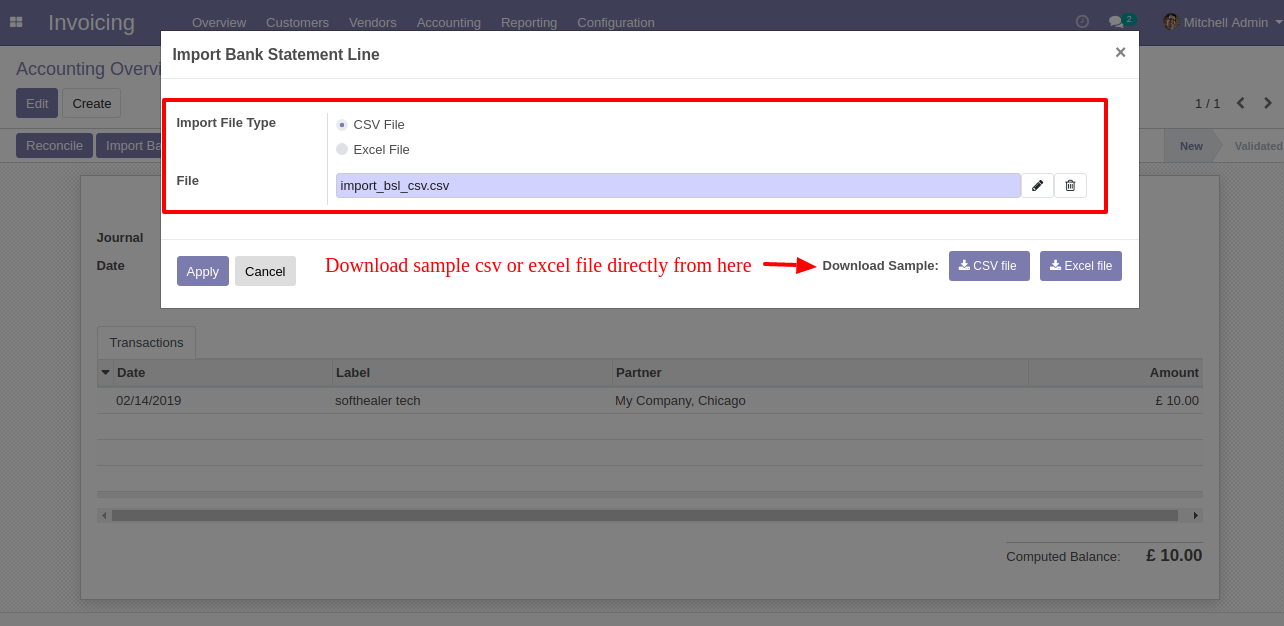 Invoicing Overview Customers Vendors Accounting Reporting Configuration 2 Mitchell Admin
Import Bank Statement Line ×
Accounting Overvi
Edit Create
1 / 1
Import File Type
CSV File
Excel File
Reconcile Import Ba
New Validated
File import_bsl_csv.csv
Journal
Date
Apply Cancel Download sample csv or excel file directly from here Download Sample: CSV file Excel file
Transactions
Date Label Partner Amount
02/14/2019 softhealer tech My Company, Chicago £ 10.00
Computed Balance: £ 10.00